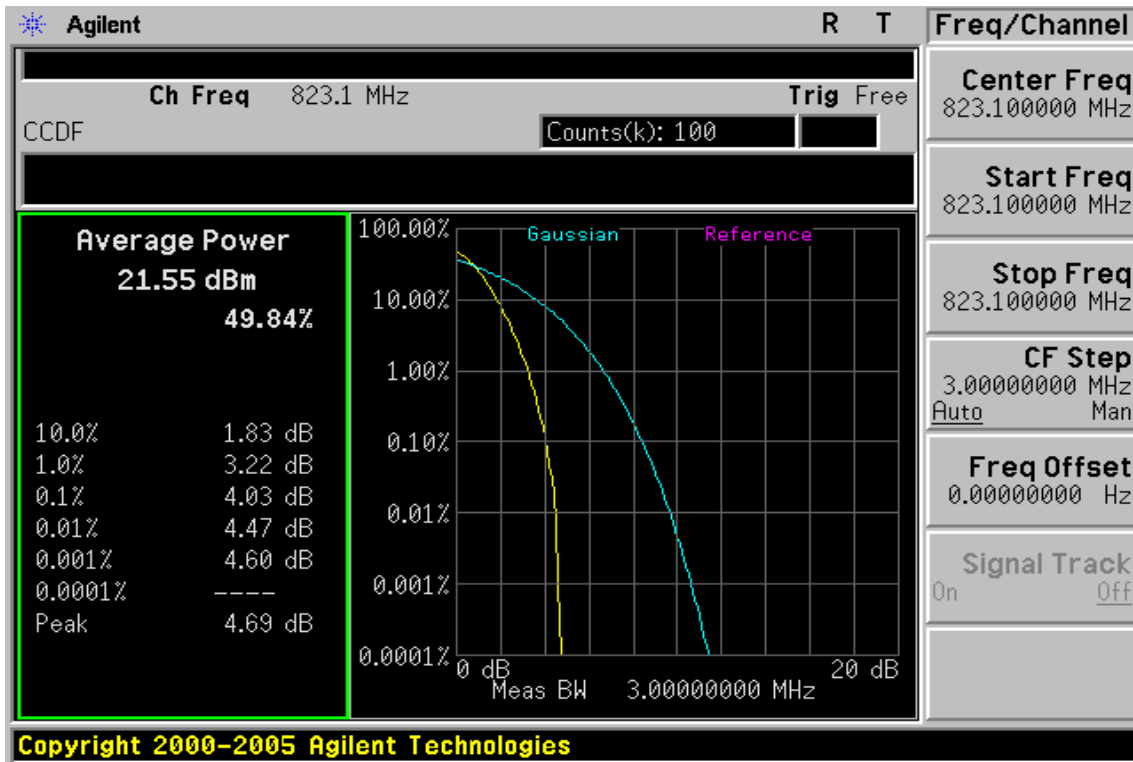 Agilent R T
Ch Freq 823.1 MHz Trig Free
CCDF Counts(k): 100
Average Power
21.55 dBm
49.84%
10.0% 1.83 dB
1.0% 3.22 dB
0.1% 4.03 dB
0.01% 4.47 dB
0.001% 4.60 dB
0.0001% ----
Peak 4.69 dB
Gaussian Reference
100.00%
10.00%
1.00%
0.10%
0.01%
0.001%
0.0001%
0 dB 20 dB
Meas BW 3.00000000 MHz
Freq/Channel
Center Freq
823.100000 MHz
Start Freq
823.100000 MHz
Stop Freq
823.100000 MHz
CF Step
3.00000000 MHz
Auto Man
Freq Offset
0.00000000 Hz
Signal Track
On Off
Copyright 2000-2005 Agilent Technologies